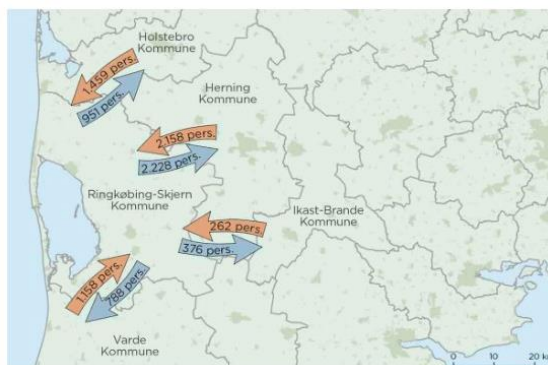 Holstebro
Kommune
1.459 pers.
951 pers.
Herning
Kommune
2.158 pers.
2.228 pers.
Ringkøbing-Skjern
Kommune
262 pers.
376 pers.
Ikast-Brande
Kommune
1.158 pers.
788 pers.
Varde
Kommune
0 10 20 k